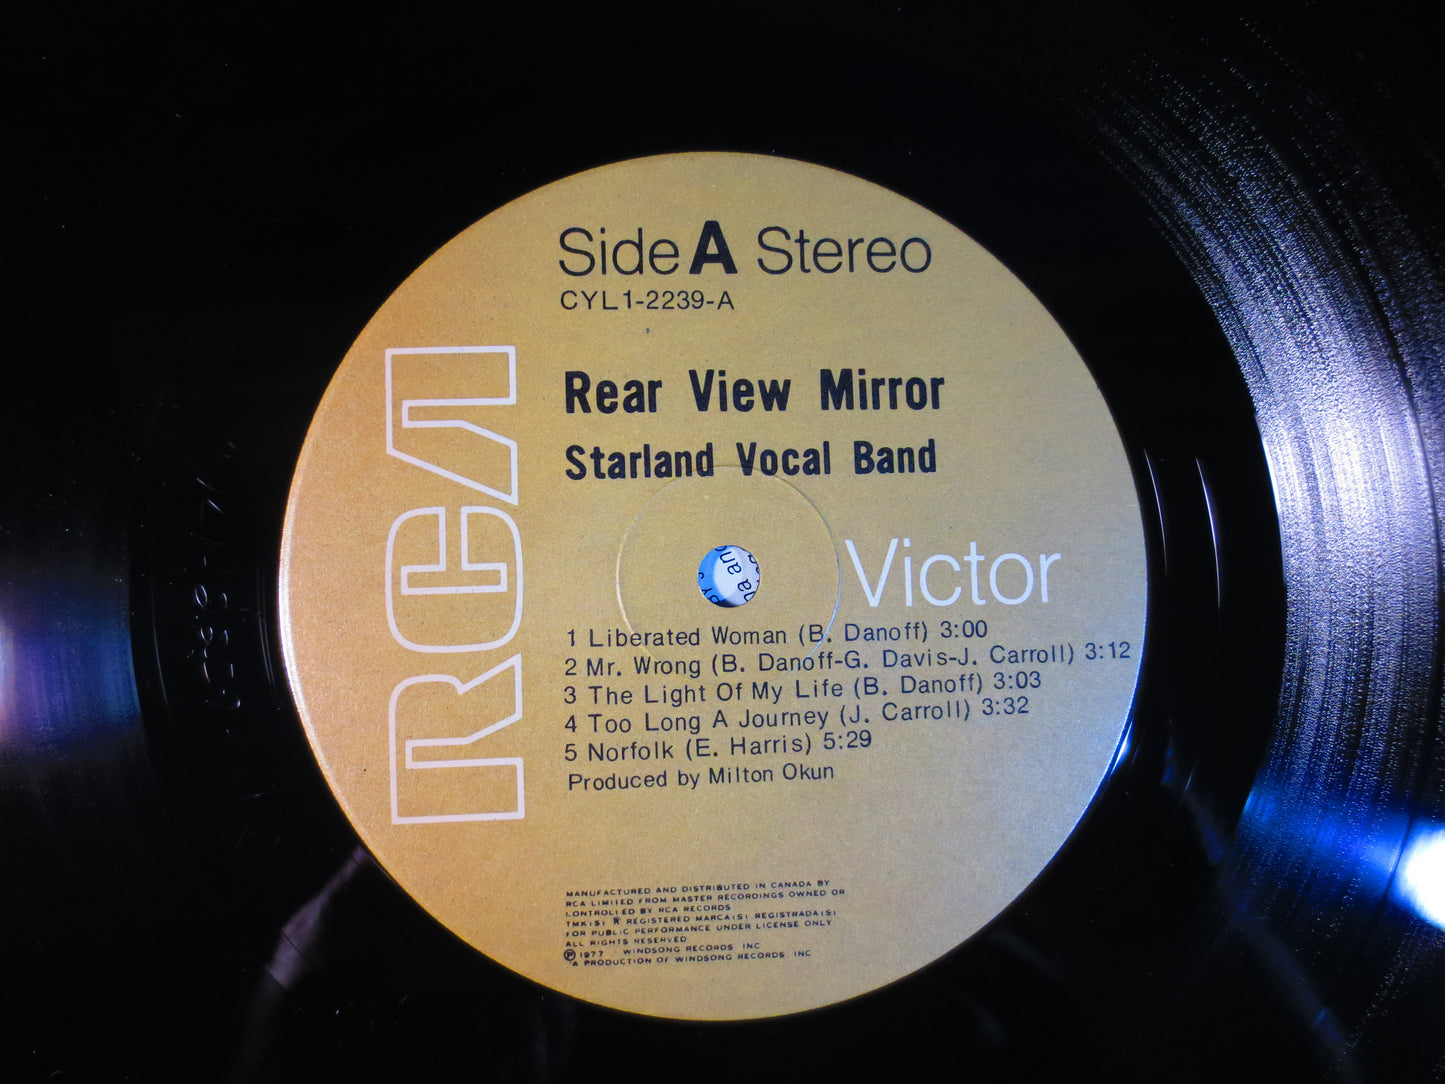 Side A Stereo
CYL1-2239-A
Rear View Mirror
Starland Vocal Band
RCA
Victor
1 Liberated Woman (B. Danoff) 3:00
2 Mr. Wrong (B. Danoff-G. Davis-J. Carroll) 3:12
3 The Light Of My Life (B. Danoff) 3:03
4 Too Long A Journey (J. Carroll) 3:32
5 Norfolk (E. Harris) 5:29
Produced by Milton Okun
MANUFACTURED AND DISTRIBUTED IN CANADA BY
RCA LIMITED FROM MASTER RECORDINGS OWNED OR
CONTROLLED BY RCA RECORDS
TMK(S) ® REGISTERED MARCA(S) REGISTRADA(S)
FOR PUBLIC PERFORMANCE UNDER LICENSE ONLY
ALL RIGHTS RESERVED
℗ 1977 WINDSONG RECORDS, INC
A PRODUCTION OF WINDSONG RECORDS, INC